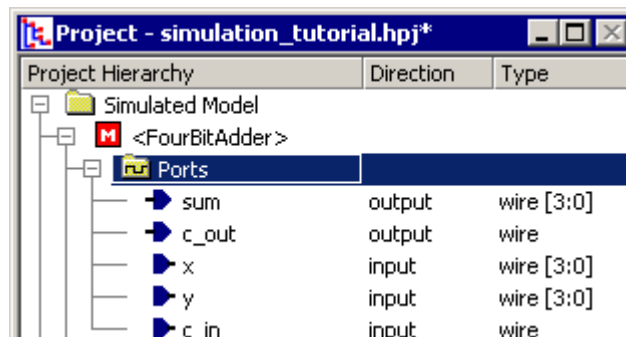 Project - simulation_tutorial.hpj*
Project Hierarchy Direction Type
Simulated Model
M <FourBitAdder>
Ports
sum output wire [3:0]
c_out output wire
x input wire [3:0]
y input wire [3:0]
c_in input wire